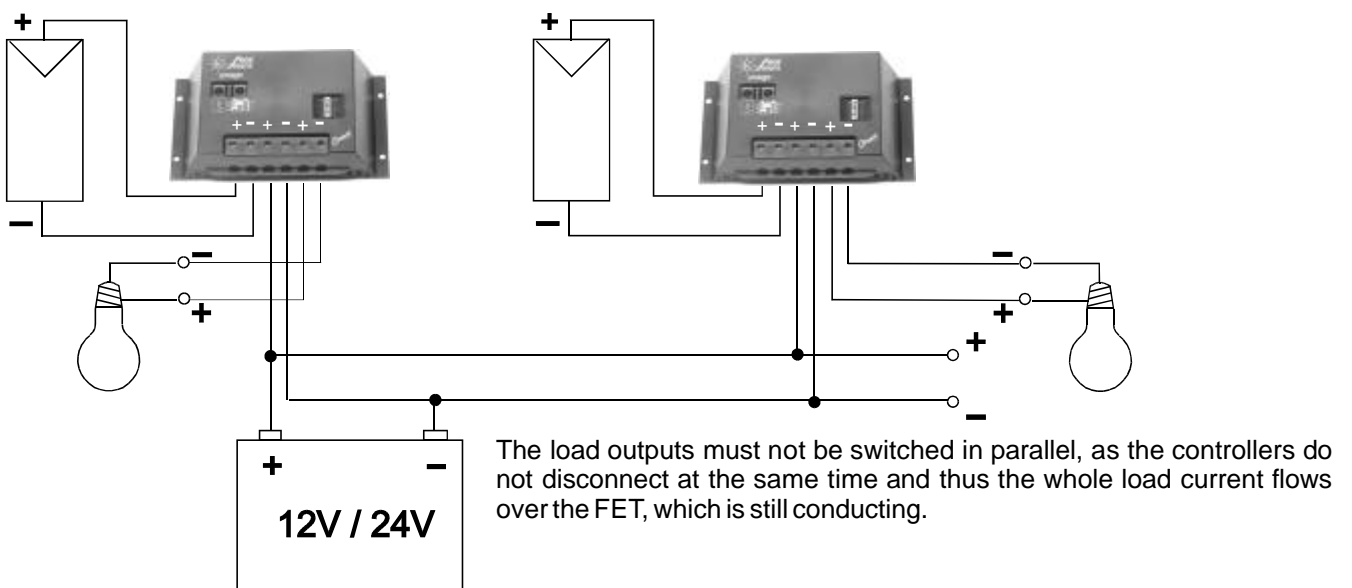 + +
+ - + - + -
+ - + - + -
− −
− −
+ +
+
−
+ −
12V / 24V
The load outputs must not be switched in parallel, as the controllers do
not disconnect at the same time and thus the whole load current flows
over the FET, which is still conducting.